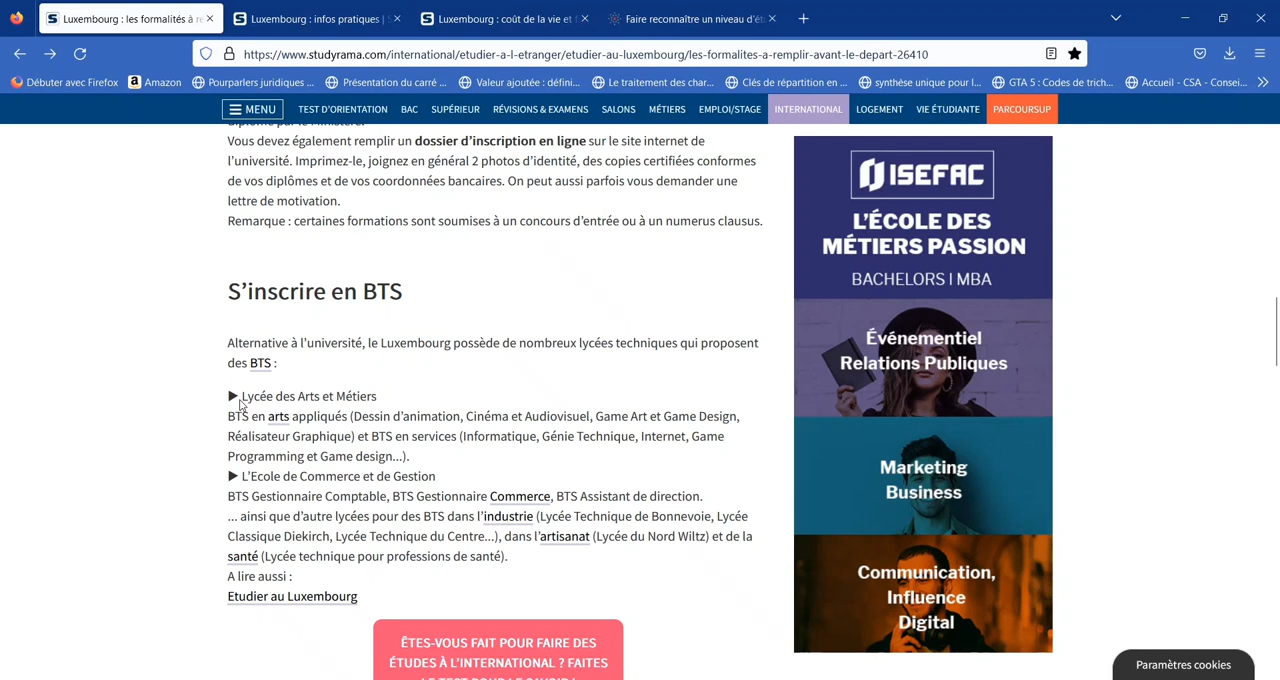 Luxembourg : les formalités à re
Luxembourg : infos pratiques |
Luxembourg : coût de la vie et
Faire reconnaître un niveau d'ét
https://www.studyrama.com/international/etudier-a-l-etranger/etudier-au-luxembourg/les-formalites-a-remplir-avant-le-depart-26410
Débuter avec Firefox
Amazon
Pourparlers juridiques ...
Présentation du carré ...
Valeur ajoutée : défini...
Le traitement des char...
Clés de répartition en ...
synthèse unique pour l...
GTA 5 : Codes de trich...
Accueil - CSA - Consei...
MENU
TEST D'ORIENTATION
BAC
SUPÉRIEUR
RÉVISIONS & EXAMENS
SALONS
MÉTIERS
EMPLOI/STAGE
INTERNATIONAL
LOGEMENT
VIE ÉTUDIANTE
PARCOURSUP
diplôme par le Ministère.
Vous devez également remplir un dossier d'inscription en ligne sur le site internet de
l'université. Imprimez-le, joignez en général 2 photos d'identité, des copies certifiées conformes
de vos diplômes et de vos coordonnées bancaires. On peut aussi parfois vous demander une
lettre de motivation.
Remarque : certaines formations sont soumises à un concours d'entrée ou à un numerus clausus.
S'inscrire en BTS
Alternative à l'université, le Luxembourg possède de nombreux lycées techniques qui proposent
des BTS :
▶ Lycée des Arts et Métiers
BTS en arts appliqués (Dessin d'animation, Cinéma et Audiovisuel, Game Art et Game Design,
Réalisateur Graphique) et BTS en services (Informatique, Génie Technique, Internet, Game
Programming et Game design...).
▶ L'Ecole de Commerce et de Gestion
BTS Gestionnaire Comptable, BTS Gestionnaire Commerce, BTS Assistant de direction.
... ainsi que d'autre lycées pour des BTS dans l'industrie (Lycée Technique de Bonnevoie, Lycée
Classique Diekirch, Lycée Technique du Centre...), dans l'artisanat (Lycée du Nord Wiltz) et de la
santé (Lycée technique pour professions de santé).
A lire aussi :
Etudier au Luxembourg
ÊTES-VOUS FAIT POUR FAIRE DES
ÉTUDES À L'INTERNATIONAL ? FAITES
LE TEST POUR LE SAVOIR !
ISEFAC
L'ÉCOLE DES
MÉTIERS PASSION
BACHELORS | MBA
Événementiel
Relations Publiques
Marketing
Business
Communication,
Influence
Digital
Paramètres cookies